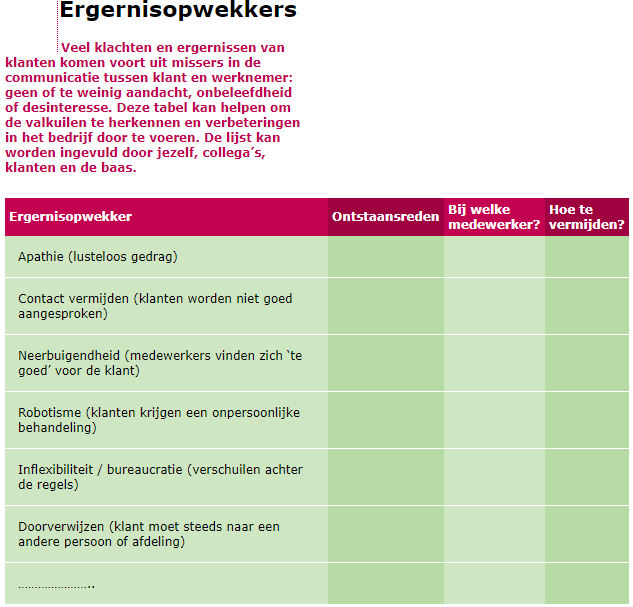 Ergernisopwekkers
Veel klachten en ergernissen van
klanten komen voort uit missers in de
communicatie tussen klant en werknemer:
geen of te weinig aandacht, onbeleefdheid
of desinteresse. Deze tabel kan helpen om
de valkuilen te herkennen en verbeteringen
in het bedrijf door te voeren. De lijst kan
worden ingevuld door jezelf, collega’s,
klanten en de baas.
Ergernisopwekker
Ontstaansreden
Bij welke
medewerker?
Hoe te
vermijden?
Apathie (lusteloos gedrag)
Contact vermijden (klanten worden niet goed
aangesproken)
Neerbuigendheid (medewerkers vinden zich ‘te
goed’ voor de klant)
Robotisme (klanten krijgen een onpersoonlijke
behandeling)
Inflexibiliteit / bureaucratie (verschuilen achter
de regels)
Doorverwijzen (klant moet steeds naar een
andere persoon of afdeling)
…………………..